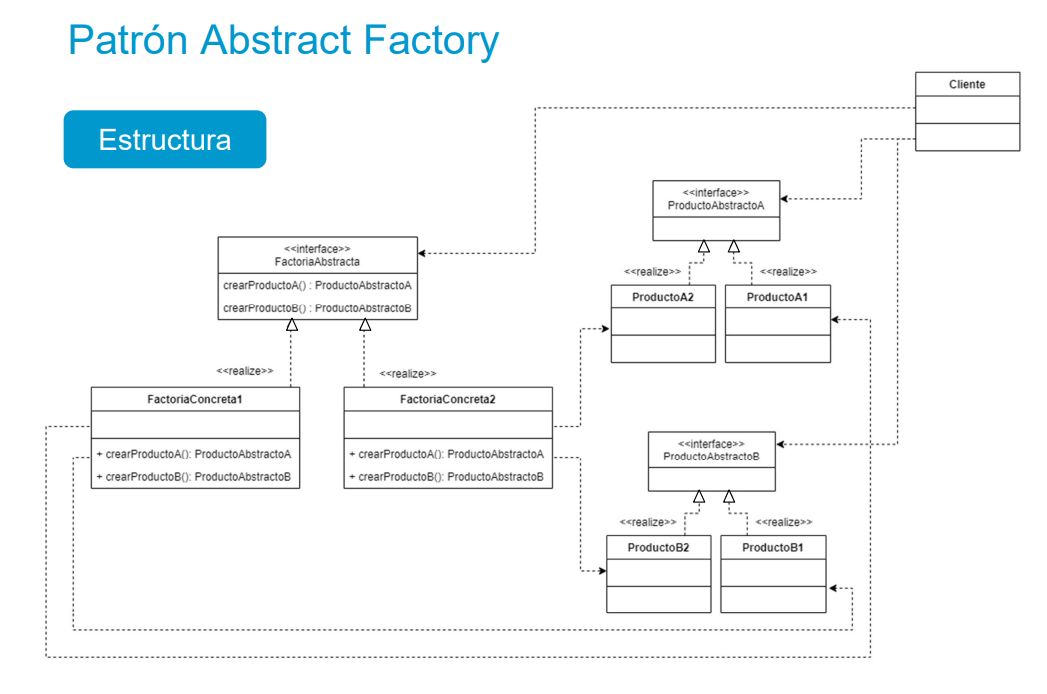 Patrón Abstract Factory
Estructura
Cliente
<<interface>>
ProductoAbstractoA
<<interface>>
FactoriaAbstracta
crearProductoA() : ProductoAbstractoA
crearProductoB() : ProductoAbstractoB
<<realize>>
<<realize>>
ProductoA2
ProductoA1
<<realize>>
<<realize>>
FactoriaConcreta1
+ crearProductoA(): ProductoAbstractoA
+ crearProductoB(): ProductoAbstractoB
FactoriaConcreta2
+ crearProductoA(): ProductoAbstractoA
+ crearProductoB(): ProductoAbstractoB
<<interface>>
ProductoAbstractoB
<<realize>>
<<realize>>
ProductoB2
ProductoB1